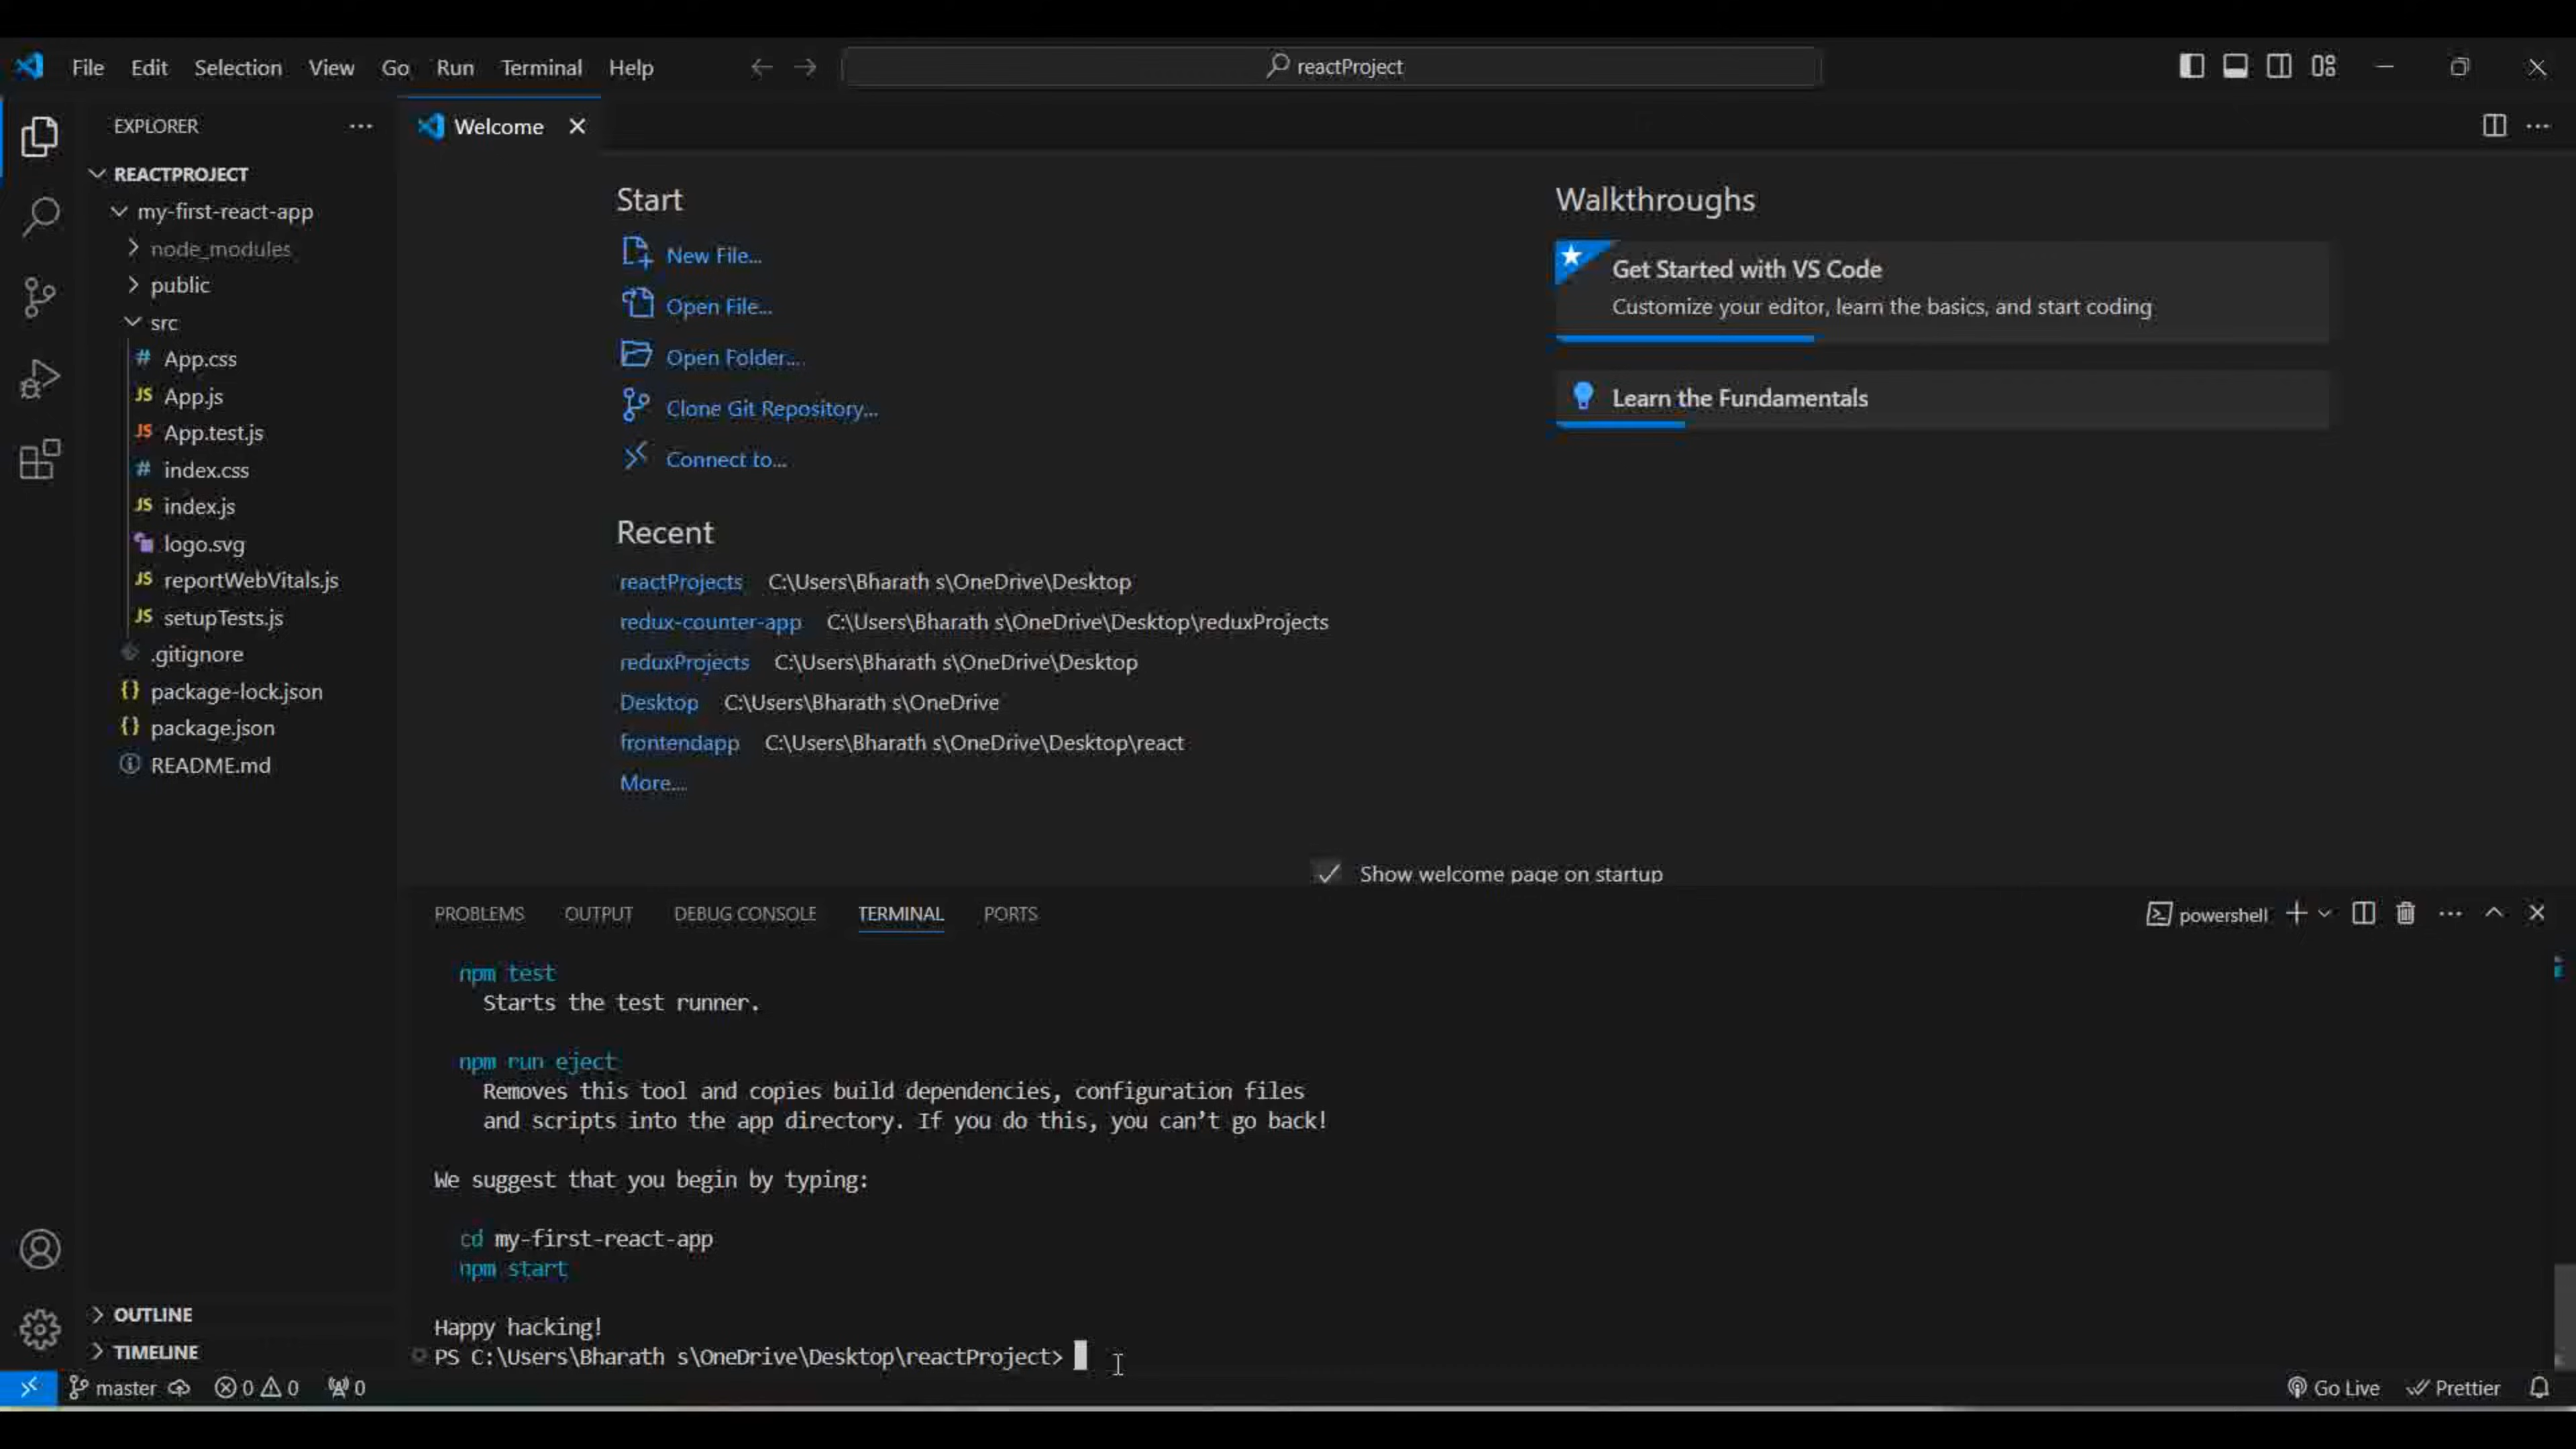 File Edit Selection View Go Run Terminal Help reactProject
EXPLORER
REACTPROJECT
my-first-react-app
node_modules
public
src
# App.css
JS App.js
JS App.test.js
# index.css
JS index.js
logo.svg
JS reportWebVitals.js
JS setupTests.js
.gitignore
{} package-lock.json
{} package.json
README.md
OUTLINE
TIMELINE
Welcome
Start
New File...
Open File...
Open Folder...
Clone Git Repository...
Connect to...
Recent
reactProjects C:\Users\Bharath s\OneDrive\Desktop
redux-counter-app C:\Users\Bharath s\OneDrive\Desktop\reduxProjects
reduxProjects C:\Users\Bharath s\OneDrive\Desktop
Desktop C:\Users\Bharath s\OneDrive
frontendapp C:\Users\Bharath s\OneDrive\Desktop\react
More...
Walkthroughs
Get Started with VS Code
Customize your editor, learn the basics, and start coding
Learn the Fundamentals
Show welcome page on startup
PROBLEMS OUTPUT DEBUG CONSOLE TERMINAL PORTS powershell
npm test
Starts the test runner.
npm run eject
Removes this tool and copies build dependencies, configuration files
and scripts into the app directory. If you do this, you can’t go back!
We suggest that you begin by typing:
cd my-first-react-app
npm start
Happy hacking!
PS C:\Users\Bharath s\OneDrive\Desktop\reactProject>
master 0 0 0 Go Live Prettier